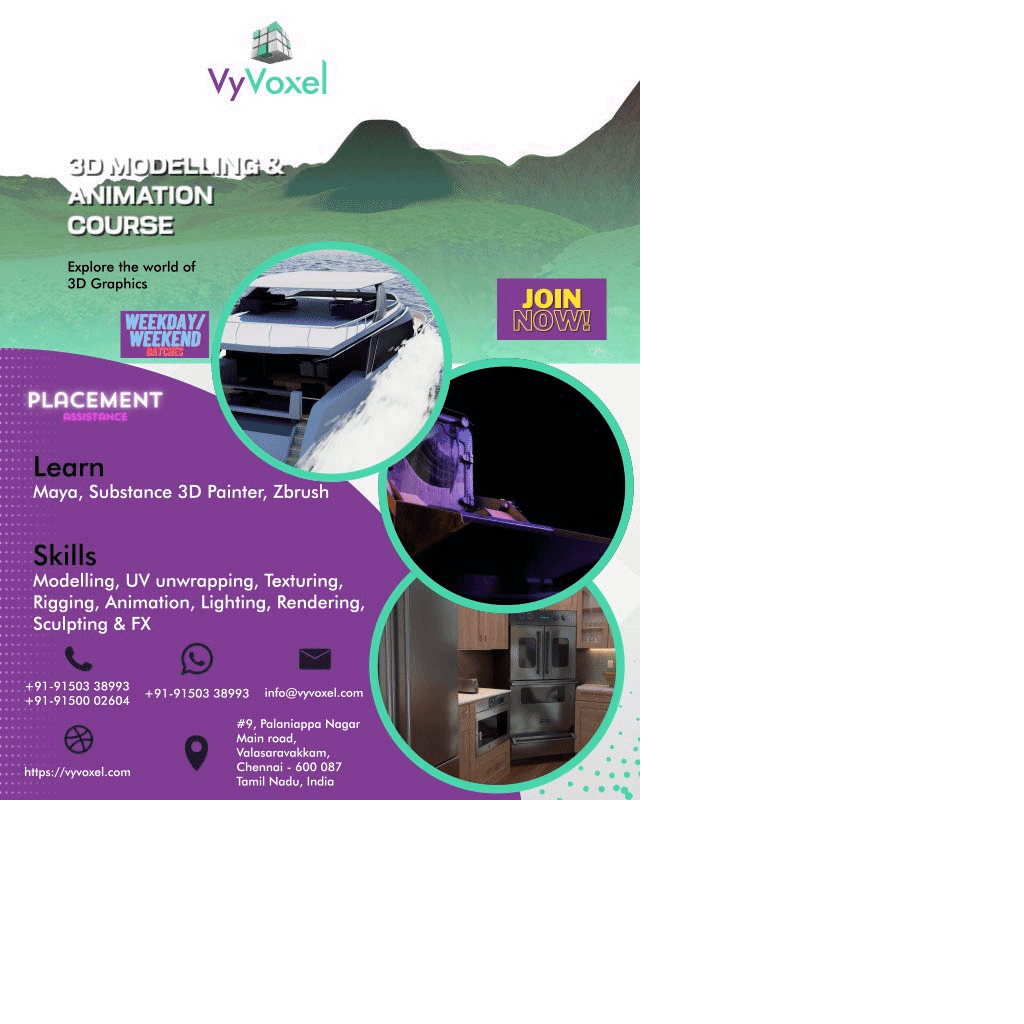 VyVoxel
3D MODELLING &
ANIMATION
COURSE
Explore the world of
3D Graphics
WEEKDAY/
WEEKEND
BATCHES
JOIN
NOW!
PLACEMENT
ASSISTANCE
Learn
Maya, Substance 3D Painter, Zbrush
Skills
Modelling, UV unwrapping, Texturing,
Rigging, Animation, Lighting, Rendering,
Sculpting & FX
+91-91503 38993
+91-91500 02604
+91-91503 38993
info@vyvoxel.com
https://vyvoxel.com
#9, Palaniappa Nagar
Main road,
Valasaravakkam,
Chennai - 600 087
Tamil Nadu, India